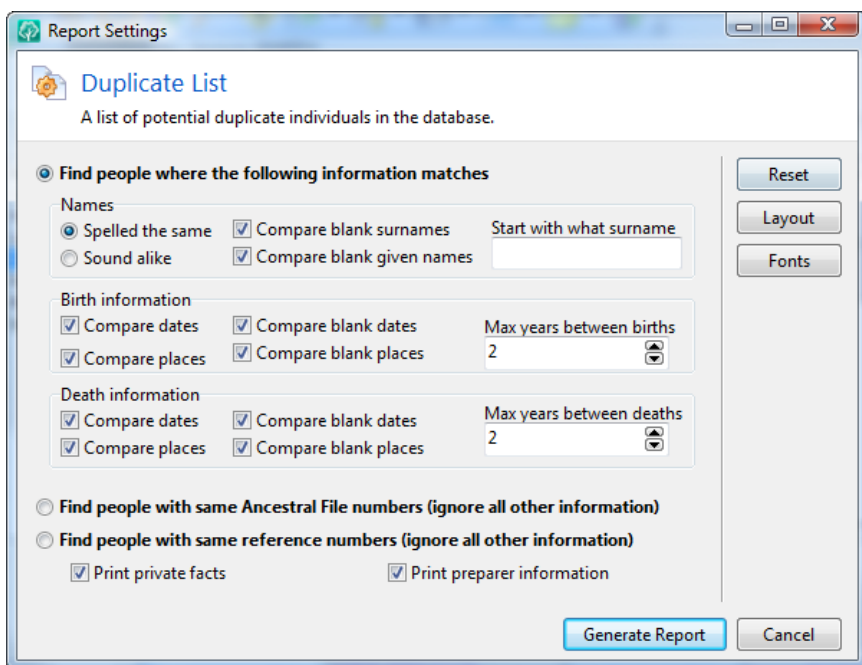 Report Settings
Duplicate List
A list of potential duplicate individuals in the database.
Find people where the following information matches
Reset
Names
Spelled the same
Compare blank surnames
Start with what surname
Layout
Sound alike
Compare blank given names
Fonts
Birth information
Compare dates
Compare blank dates
Max years between births
Compare places
Compare blank places
2
Death information
Compare dates
Compare blank dates
Max years between deaths
Compare places
Compare blank places
2
Find people with same Ancestral File numbers (ignore all other information)
Find people with same reference numbers (ignore all other information)
Print private facts
Print preparer information
Generate Report
Cancel